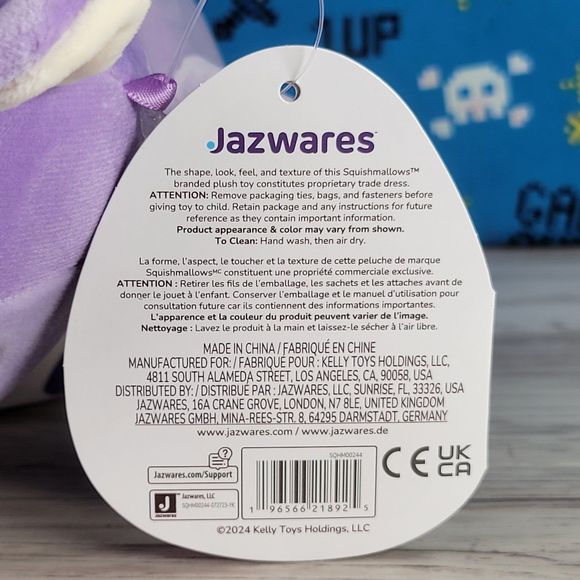 1UP
Jazwares
The shape, look, feel, and texture of this Squishmallows™
branded plush toy constitutes proprietary trade dress.
ATTENTION: Remove packaging ties, bags, and fasteners before
giving toy to child. Retain package and any instructions for future
reference as they contain important information.
Product appearance & color may vary from shown.
To Clean: Hand wash, then air dry.
La forme, l'aspect, le toucher et la texture de cette peluche de marque
Squishmallowsᴹᶜ constituent une propriété commerciale exclusive.
ATTENTION : Retirer les fils de l'emballage, les sachets et les attaches avant de
donner le jouet à l'enfant. Conserver l'emballage et le manuel d'utilisation pour
consultation future car ils contiennent des informations importantes.
L'apparence et la couleur du produit peuvent varier de l'image.
Nettoyage : Lavez le produit à la main et laissez-le sécher à l'air libre.
MADE IN CHINA / FABRIQUÉ EN CHINE
MANUFACTURED FOR: / FABRIQUÉ POUR : KELLY TOYS HOLDINGS, LLC,
4811 SOUTH ALAMEDA STREET, LOS ANGELES, CA, 90058, USA
DISTRIBUTED BY: / DISTRIBUÉ PAR : JAZWARES, LLC, SUNRISE, FL, 33326, USA
JAZWARES, 16A CRANE GROVE, LONDON, N7 8LE, UNITED KINGDOM
JAZWARES GMBH, MINA-REES-STR. 8, 64295 DARMSTADT, GERMANY
www.jazwares.com / www.jazwares.de
Jazwares.com/Support
Jazwares, LLC
SQHM00244-072723-YK
Jazwares
SQHM00244
1 96566 21892 5
CE UK CA
©2024 Kelly Toys Holdings, LLC